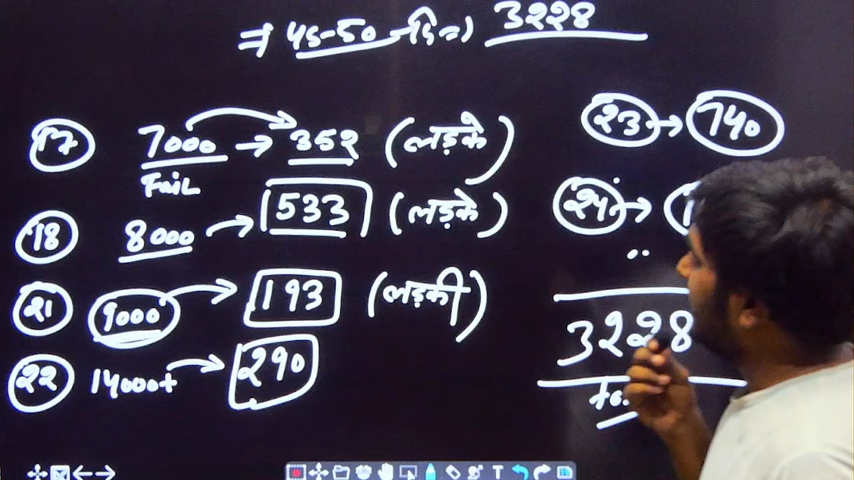 ⇒ 45-50 दिन ⇒ 3228
17 7000 → 352 (लड़के)
Fail
18 8000 → 533 (लड़के)
21 9000 → 193 (लड़की)
22 14000+ → 290
23 → 740
24 →
3228